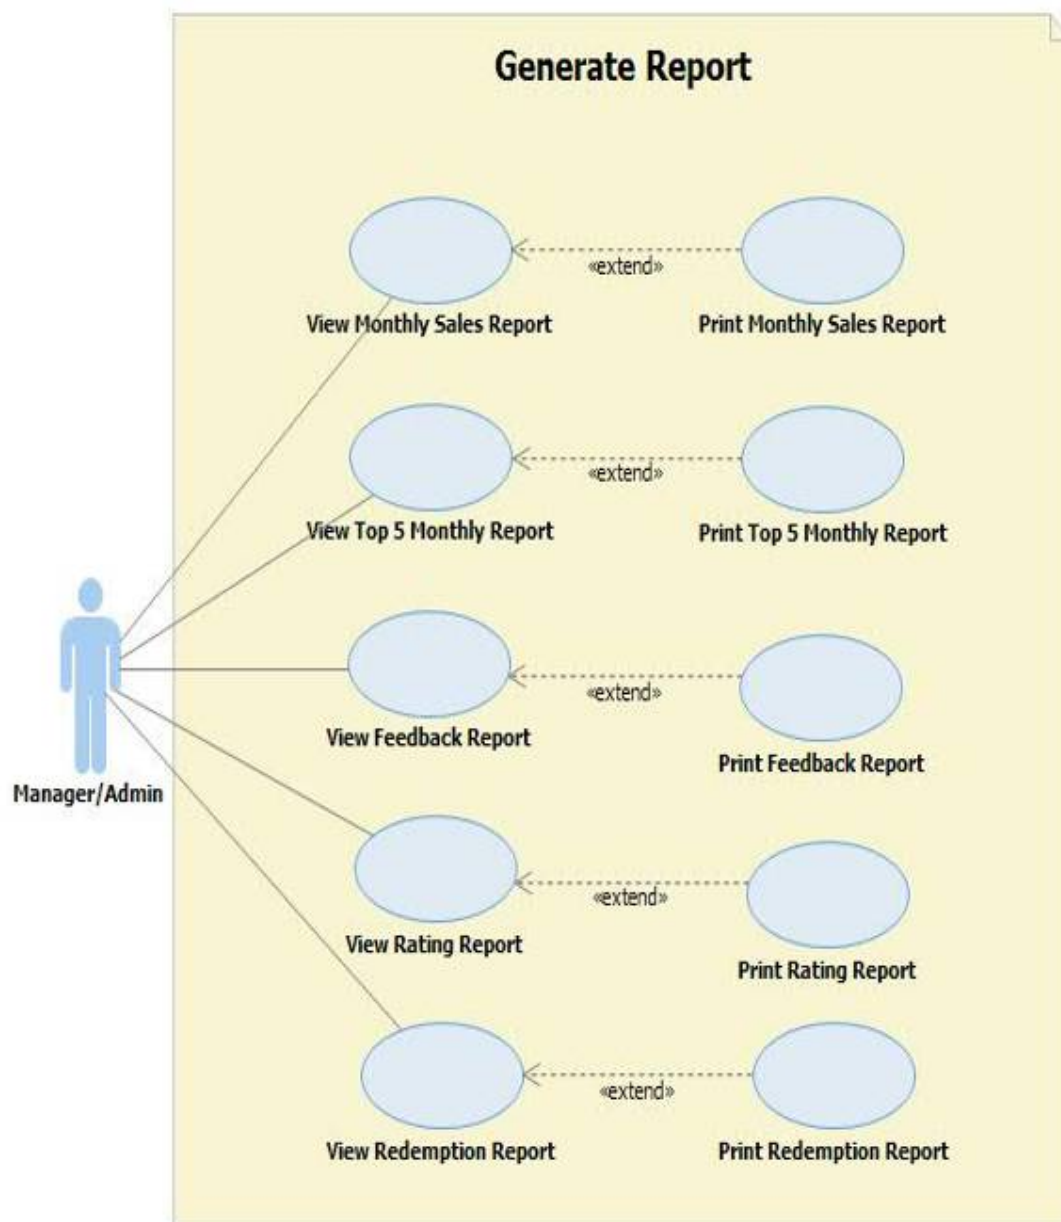 Generate Report
«extend»
View Monthly Sales Report
Print Monthly Sales Report
«extend»
View Top 5 Monthly Report
Print Top 5 Monthly Report
«extend»
View Feedback Report
Print Feedback Report
Manager/Admin
«extend»
View Rating Report
Print Rating Report
«extend»
View Redemption Report
Print Redemption Report